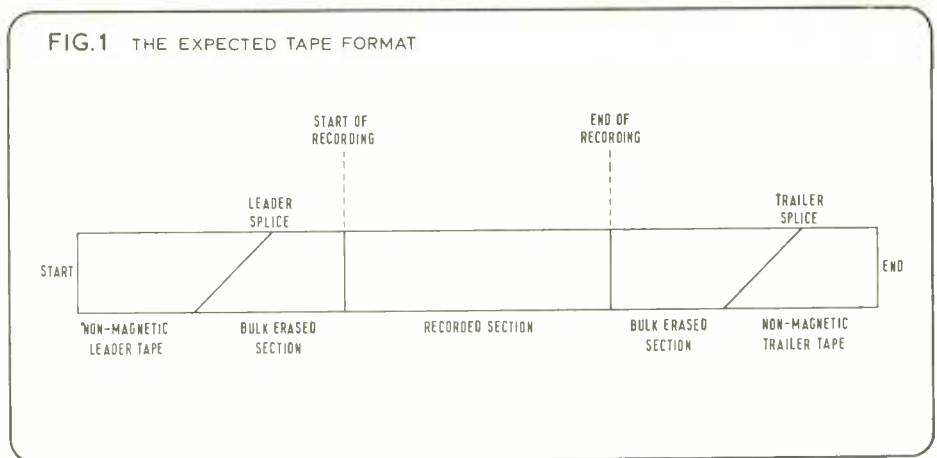 FIG.1 THE EXPECTED TAPE FORMAT
START OF
RECORDING
END OF
RECORDING
LEADER
SPLICE
TRAILER
SPLICE
START
END
NON-MAGNETIC
LEADER TAPE
BULK ERASED
SECTION
RECORDED SECTION
BULK ERASED
SECTION
NON-MAGNETIC
TRAILER TAPE